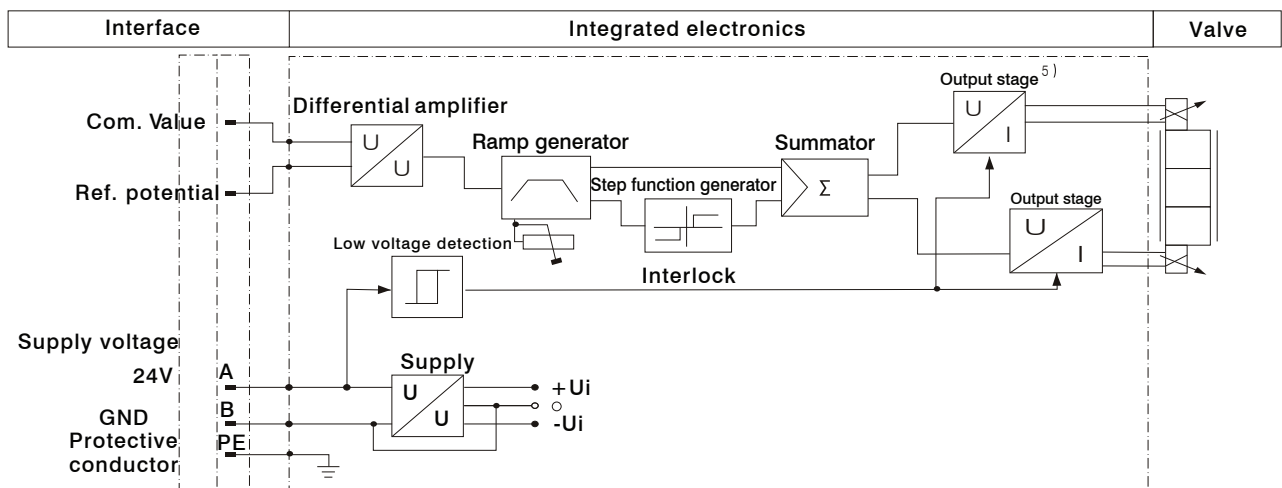 Interface
Integrated electronics
Valve
Output stage 5)
Differential amplifier
Com. Value
U
U
U
I
Ramp generator
Summator
Ref. potential
Step function generator
Σ
Output stage
U
I
Low voltage detection
Interlock
Supply voltage
24V
A
Supply
U
U
+Ui
GND
B
-Ui
Protective
conductor
PE